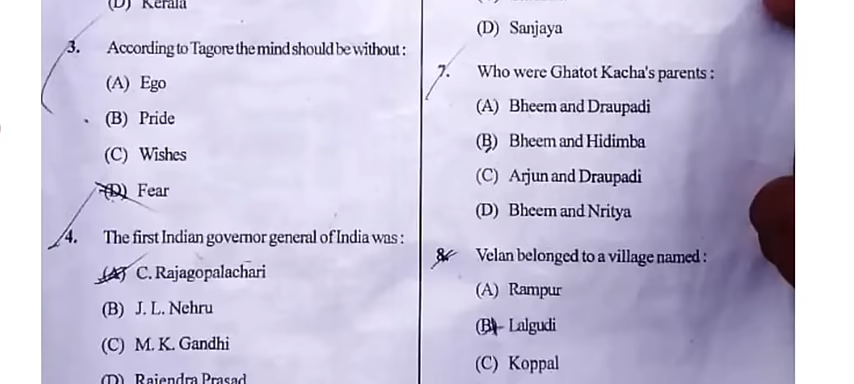 (D) Kerala
3. According to Tagore the mind should be without :
(A) Ego
(B) Pride
(C) Wishes
(D) Fear
4. The first Indian governor general of India was :
(A) C. Rajagopalachari
(B) J. L. Nehru
(C) M. K. Gandhi
(D) Rajendra Prasad
(D) Sanjaya
7. Who were Ghatot Kacha's parents :
(A) Bheem and Draupadi
(B) Bheem and Hidimba
(C) Arjun and Draupadi
(D) Bheem and Nritya
8. Velan belonged to a village named :
(A) Rampur
(B) Lalgudi
(C) Koppal